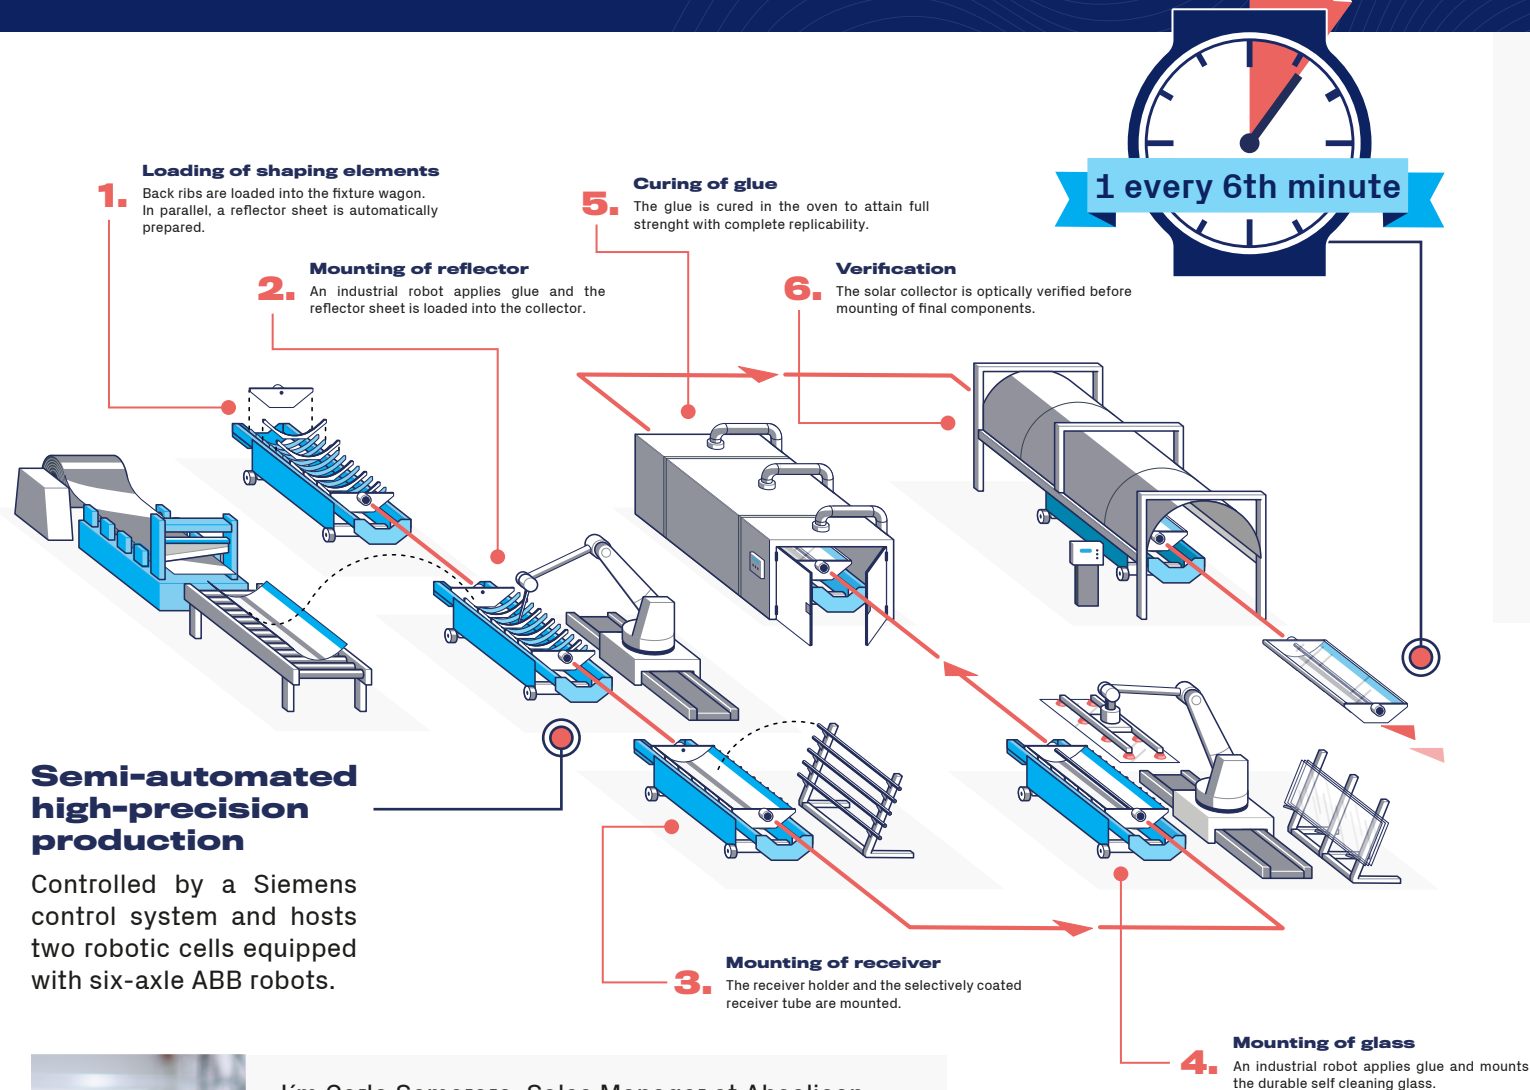 1 every 6th minute
1.
Loading of shaping elements
Back ribs are loaded into the fixture wagon.
In parallel, a reflector sheet is automatically
prepared.
2.
Mounting of reflector
An industrial robot applies glue and the
reflector sheet is loaded into the collector.
5.
Curing of glue
The glue is cured in the oven to attain full
strenght with complete replicability.
6.
Verification
The solar collector is optically verified before
mounting of final components.
Semi-automated
high-precision
production
Controlled by a Siemens
control system and hosts
two robotic cells equipped
with six-axle ABB robots.
3.
Mounting of receiver
The receiver holder and the selectively coated
receiver tube are mounted.
4.
Mounting of glass
An industrial robot applies glue and mounts
the durable self cleaning glass.